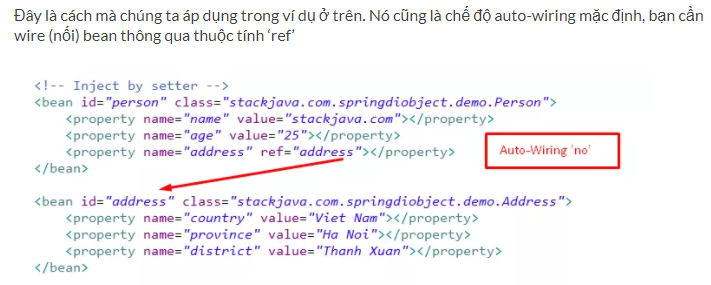 Đây là cách mà chúng ta áp dụng trong ví dụ ở trên. Nó cũng là chế độ auto-wiring mặc định, bạn cần
wire (nối) bean thông qua thuộc tính ‘ref’
<!-- Inject by setter -->
<bean id="person" class="stackjava.com.springdiobject.demo.Person">
<property name="name" value="stackjava.com"></property>
<property name="age" value="25"></property>
<property name="address" ref="address"></property>
Auto-Wiring 'no'
</bean>
<bean id="address" class="stackjava.com.springdiobject.demo.Address">
<property name="country" value="Viet Nam"></property>
<property name="province" value="Ha Noi"></property>
<property name="district" value="Thanh Xuan"></property>
</bean>